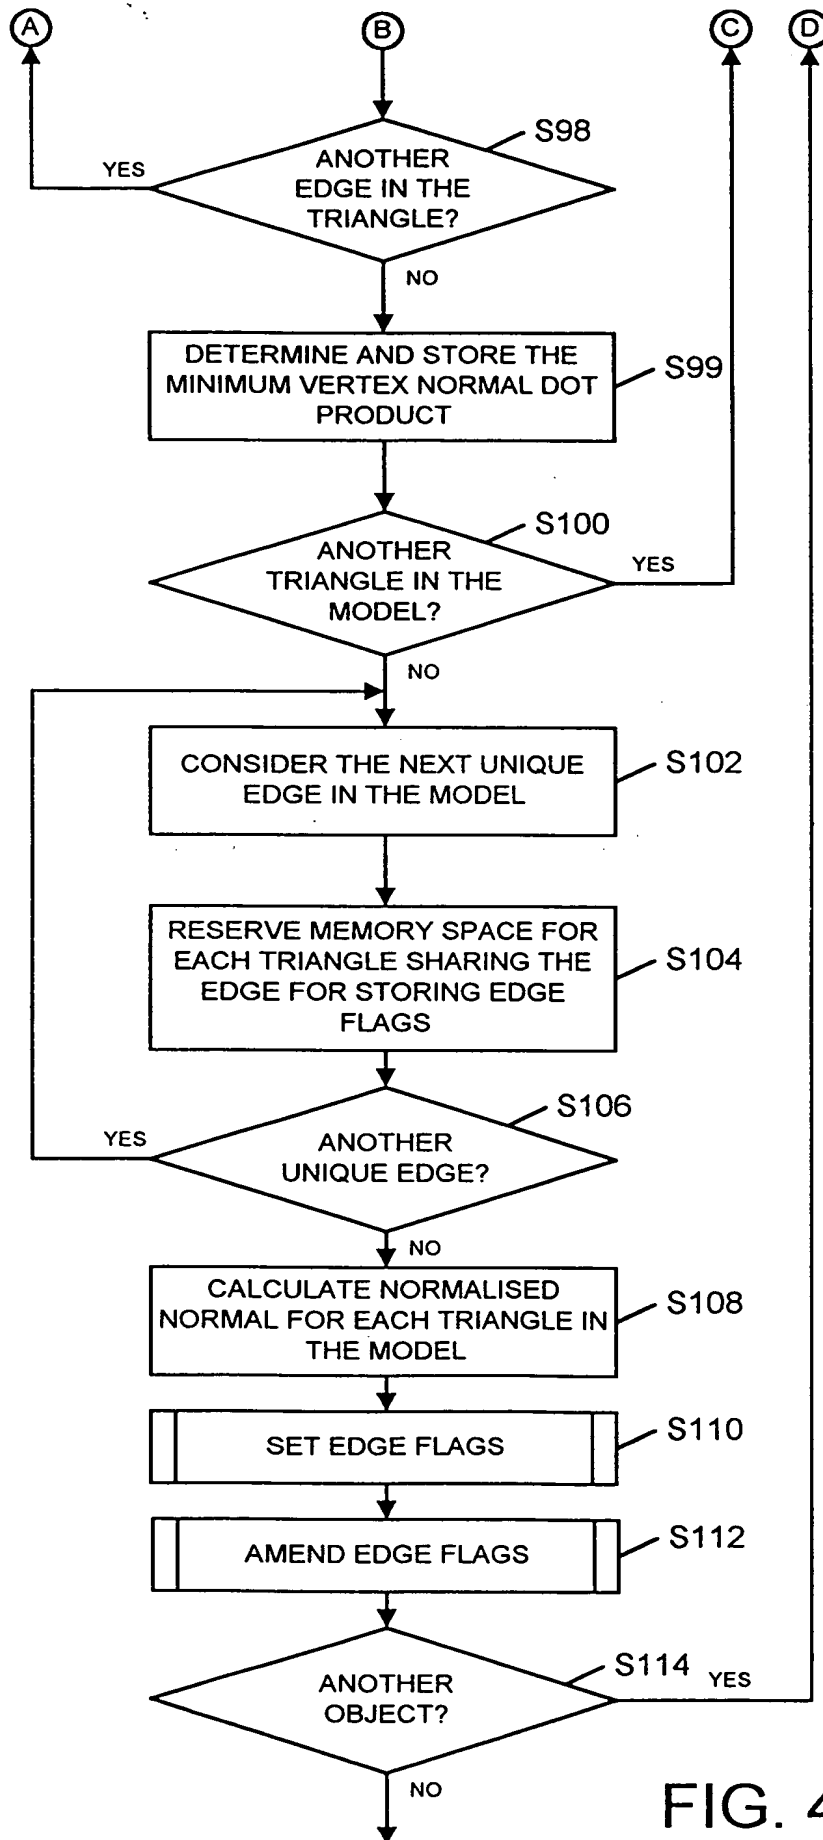 A
B
C
D
S98
YES
ANOTHER
EDGE IN THE
TRIANGLE?
NO
DETERMINE AND STORE THE
MINIMUM VERTEX NORMAL DOT
PRODUCT
S99
S100
ANOTHER
TRIANGLE IN THE
MODEL?
YES
NO
CONSIDER THE NEXT UNIQUE
EDGE IN THE MODEL
S102
RESERVE MEMORY SPACE FOR
EACH TRIANGLE SHARING THE
EDGE FOR STORING EDGE
FLAGS
S104
S106
YES
ANOTHER
UNIQUE EDGE?
NO
CALCULATE NORMALISED
NORMAL FOR EACH TRIANGLE IN
THE MODEL
S108
SET EDGE FLAGS
S110
AMEND EDGE FLAGS
S112
S114
YES
ANOTHER
OBJECT?
NO
FIG. 4